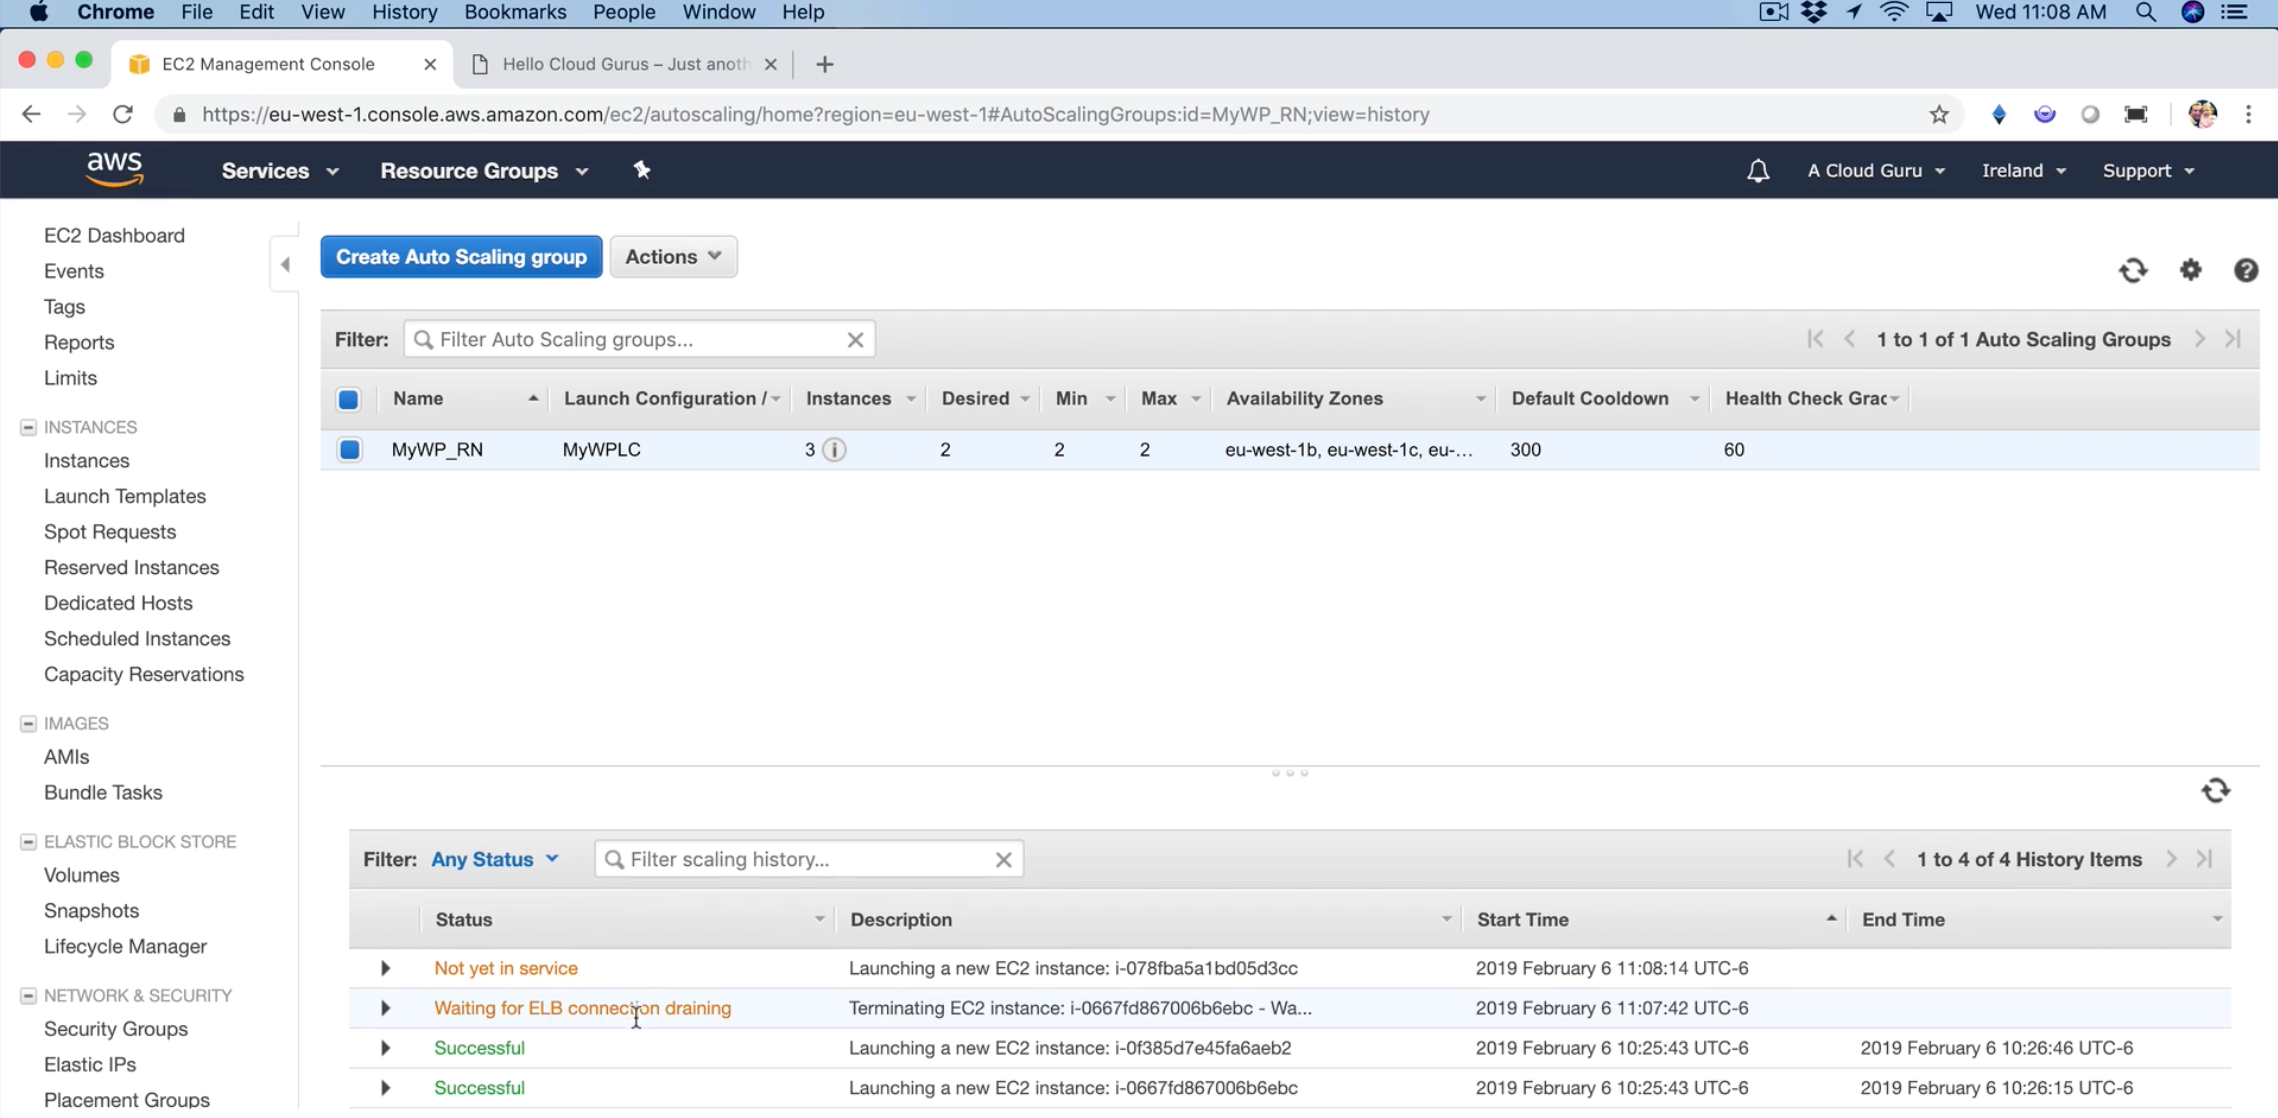 Chrome File Edit View History Bookmarks People Window Help Wed 11:08 AM
EC2 Management Console Hello Cloud Gurus – Just anoth
https://eu-west-1.console.aws.amazon.com/ec2/autoscaling/home?region=eu-west-1#AutoScalingGroups:id=MyWP_RN;view=history
aws Services Resource Groups A Cloud Guru Ireland Support
EC2 Dashboard
Events
Tags
Reports
Limits
INSTANCES
Instances
Launch Templates
Spot Requests
Reserved Instances
Dedicated Hosts
Scheduled Instances
Capacity Reservations
IMAGES
AMIs
Bundle Tasks
ELASTIC BLOCK STORE
Volumes
Snapshots
Lifecycle Manager
NETWORK & SECURITY
Security Groups
Elastic IPs
Placement Groups
Create Auto Scaling group Actions
Filter: Filter Auto Scaling groups... 1 to 1 of 1 Auto Scaling Groups
Name Launch Configuration / Instances Desired Min Max Availability Zones Default Cooldown Health Check Grac
MyWP_RN MyWPLC 3 2 2 2 eu-west-1b, eu-west-1c, eu-... 300 60
Filter: Any Status Filter scaling history... 1 to 4 of 4 History Items
Status Description Start Time End Time
Not yet in service Launching a new EC2 instance: i-078fba5a1bd05d3cc 2019 February 6 11:08:14 UTC-6
Waiting for ELB connection draining Terminating EC2 instance: i-0667fd867006b6ebc - Wa... 2019 February 6 11:07:42 UTC-6
Successful Launching a new EC2 instance: i-0f385d7e45fa6aeb2 2019 February 6 10:25:43 UTC-6 2019 February 6 10:26:46 UTC-6
Successful Launching a new EC2 instance: i-0667fd867006b6ebc 2019 February 6 10:25:43 UTC-6 2019 February 6 10:26:15 UTC-6